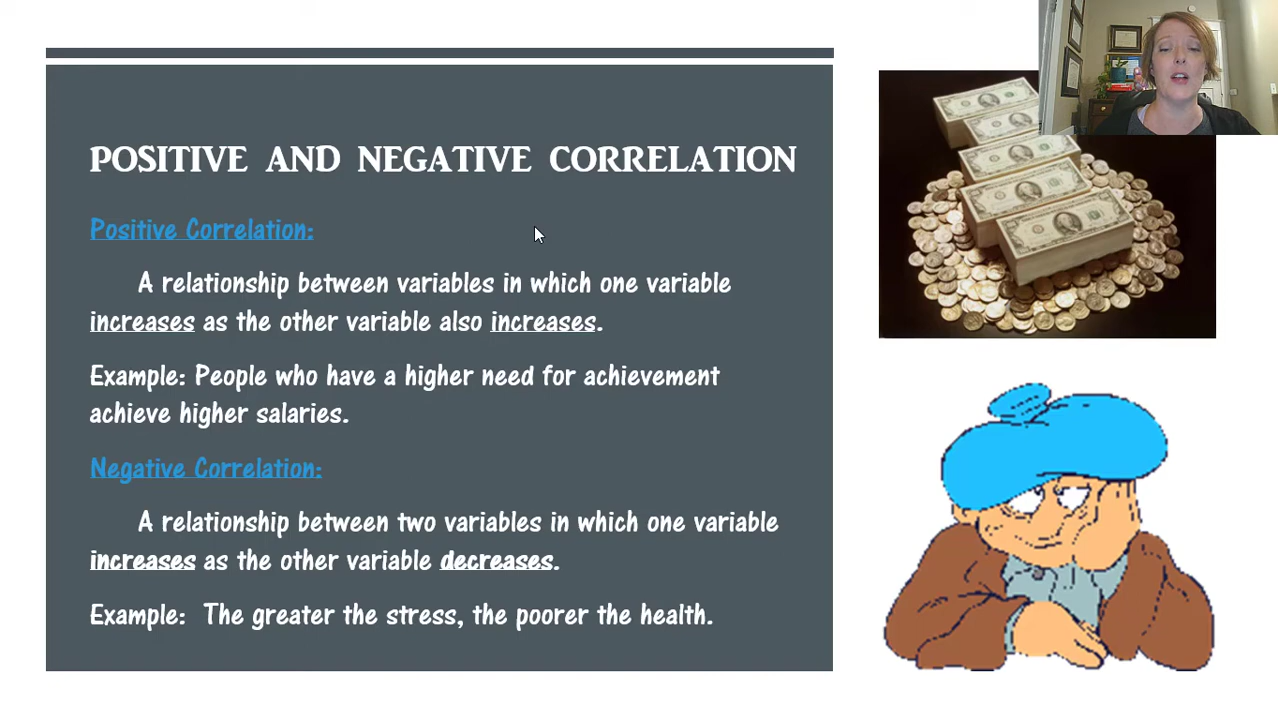 POSITIVE AND NEGATIVE CORRELATION
Positive Correlation:
A relationship between variables in which one variable
increases as the other variable also increases.
Example: People who have a higher need for achievement
achieve higher salaries.
Negative Correlation:
A relationship between two variables in which one variable
increases as the other variable decreases.
Example: The greater the stress, the poorer the health.